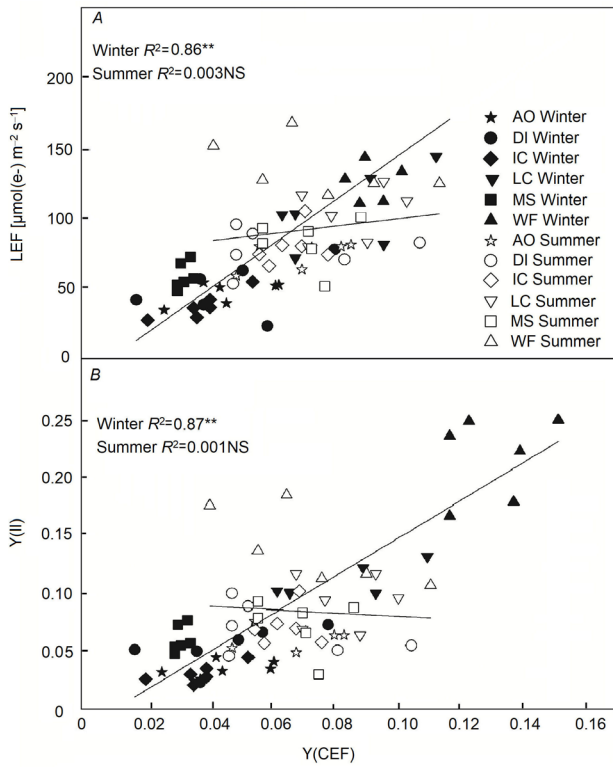 A
Winter R²=0.86**
Summer R²=0.003NS
LEF [µmol(e-) m⁻² s⁻¹]
200
150
100
50
0
AO Winter
DI Winter
IC Winter
LC Winter
MS Winter
WF Winter
AO Summer
DI Summer
IC Summer
LC Summer
MS Summer
WF Summer
B
Winter R²=0.87**
Summer R²=0.001NS
Y(II)
0.25
0.20
0.15
0.10
0.05
0
0 0.02 0.04 0.06 0.08 0.10 0.12 0.14 0.16
Y(CEF)